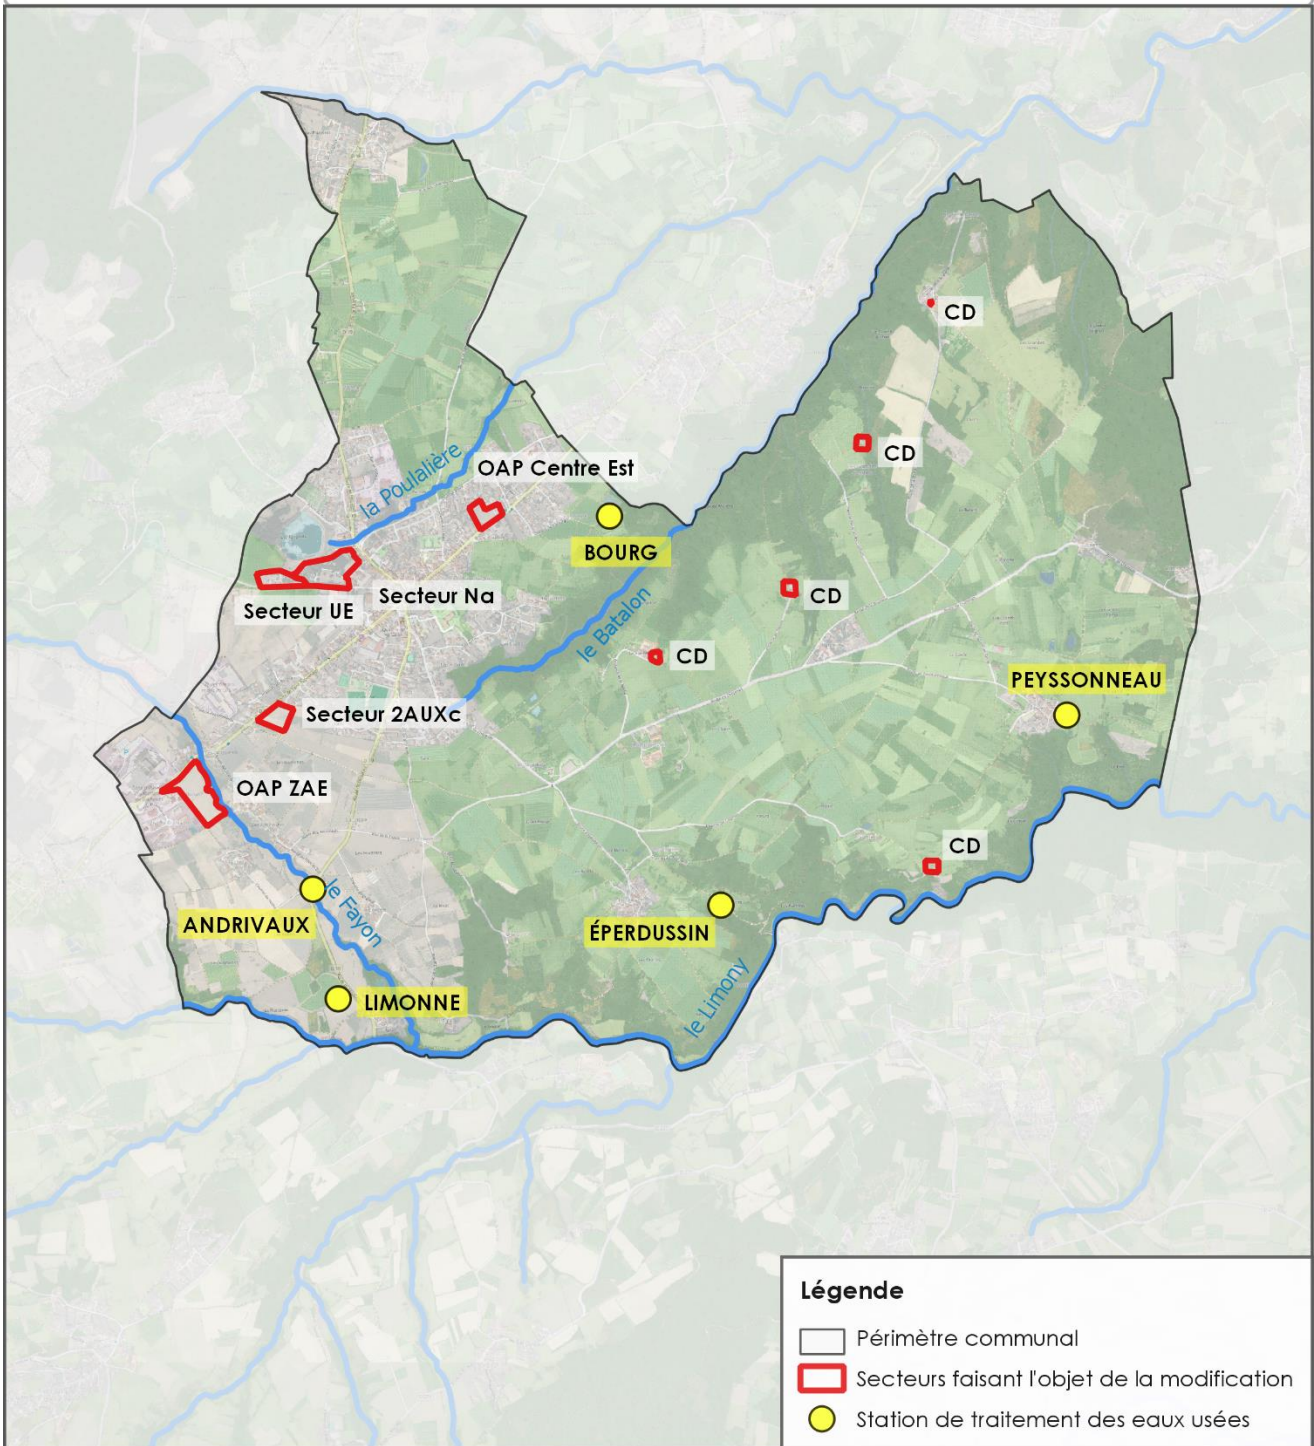 CD
CD
la Poulalière
OAP Centre Est
BOURG
Secteur UE
Secteur Na
CD
le Batalon
CD
PEYSSONNEAU
Secteur 2AUXc
OAP ZAE
CD
le Fayon
ANDRIVAUX
ÉPERDUSSIN
le Limony
LIMONNE
Légende
Périmètre communal
Secteurs faisant l'objet de la modification
Station de traitement des eaux usées